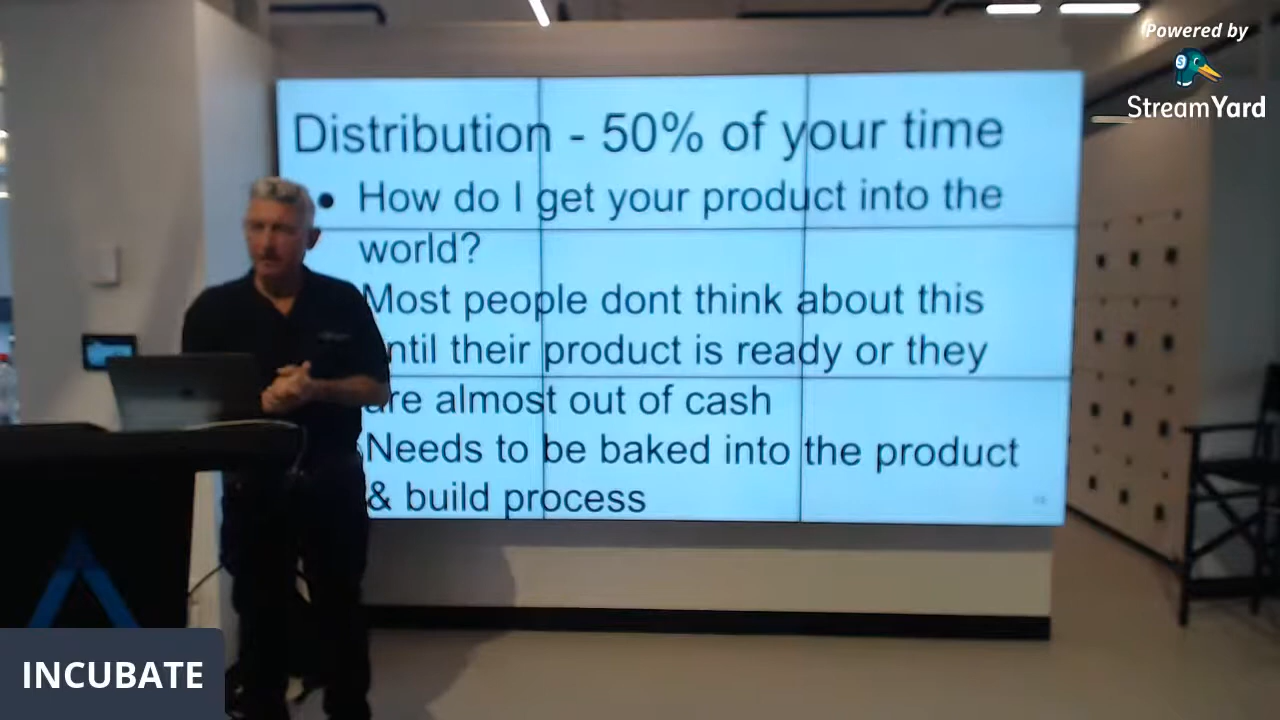 Powered by
StreamYard
Distribution - 50% of your time
• How do I get your product into the
world?
Most people dont think about this
ntil their product is ready or they
are almost out of cash
Needs to be baked into the product
& build process
INCUBATE